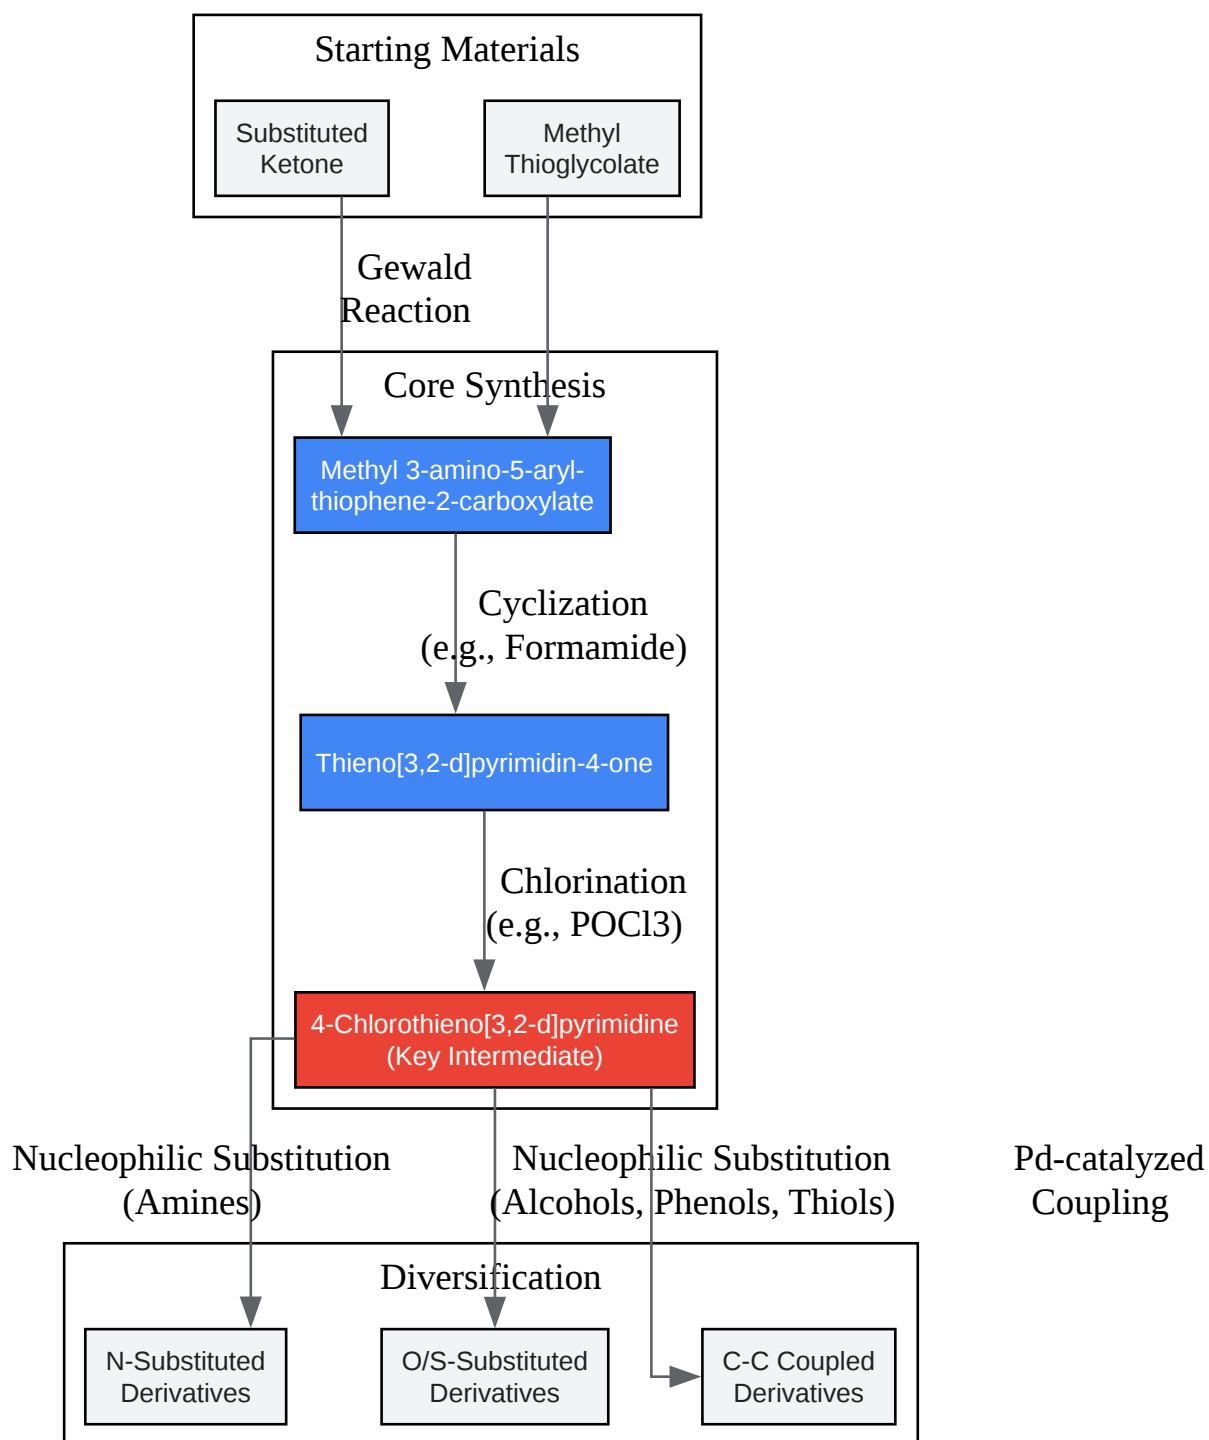 Starting Materials
Substituted
Ketone
Methyl
Thioglycolate
Gewald
Reaction
Core Synthesis
Methyl 3-amino-5-aryl-
thiophene-2-carboxylate
Cyclization
(e.g., Formamide)
Thieno[3,2-d]pyrimidin-4-one
Chlorination
(e.g., POCl3)
4-Chlorothieno[3,2-d]pyrimidine
(Key Intermediate)
Nucleophilic Substitution
(Amines)
Nucleophilic Substitution
(Alcohols, Phenols, Thiols)
Pd-catalyzed
Coupling
Diversification
N-Substituted
Derivatives
O/S-Substituted
Derivatives
C-C Coupled
Derivatives